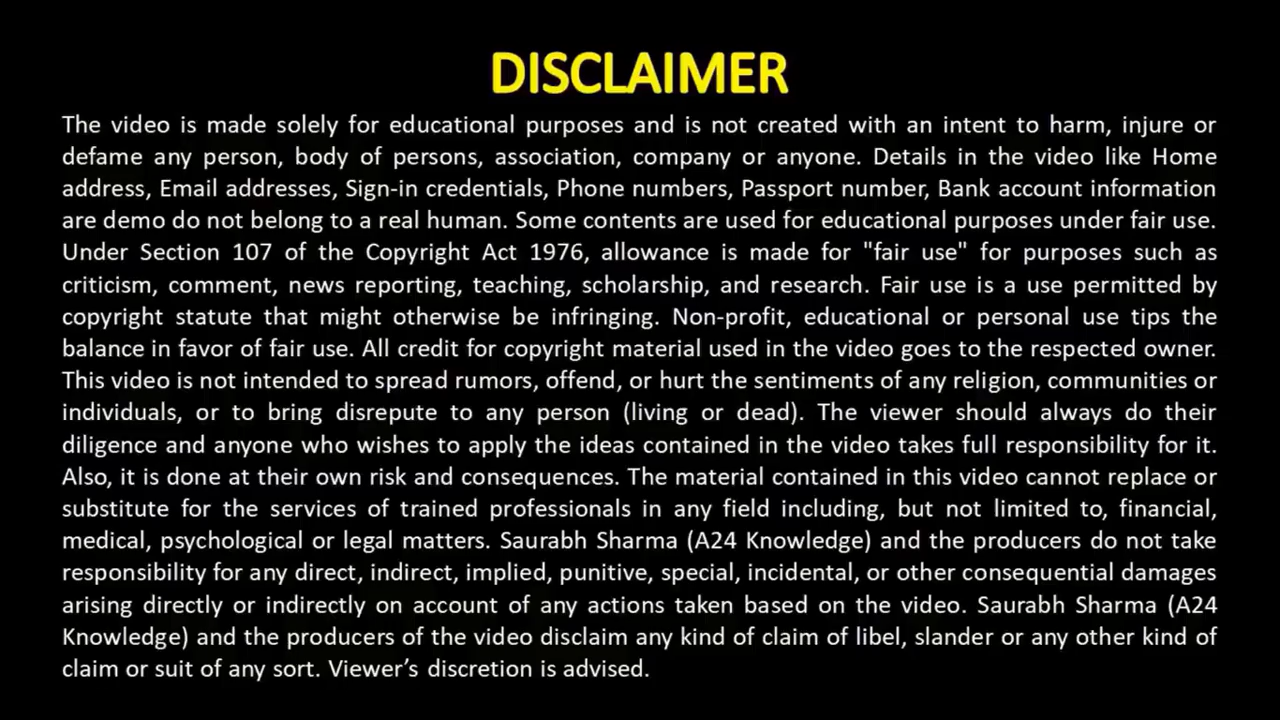 DISCLAIMER
The video is made solely for educational purposes and is not created with an intent to harm, injure or
defame any person, body of persons, association, company or anyone. Details in the video like Home
address, Email addresses, Sign-in credentials, Phone numbers, Passport number, Bank account information
are demo do not belong to a real human. Some contents are used for educational purposes under fair use.
Under Section 107 of the Copyright Act 1976, allowance is made for "fair use" for purposes such as
criticism, comment, news reporting, teaching, scholarship, and research. Fair use is a use permitted by
copyright statute that might otherwise be infringing. Non-profit, educational or personal use tips the
balance in favor of fair use. All credit for copyright material used in the video goes to the respected owner.
This video is not intended to spread rumors, offend, or hurt the sentiments of any religion, communities or
individuals, or to bring disrepute to any person (living or dead). The viewer should always do their
diligence and anyone who wishes to apply the ideas contained in the video takes full responsibility for it.
Also, it is done at their own risk and consequences. The material contained in this video cannot replace or
substitute for the services of trained professionals in any field including, but not limited to, financial,
medical, psychological or legal matters. Saurabh Sharma (A24 Knowledge) and the producers do not take
responsibility for any direct, indirect, implied, punitive, special, incidental, or other consequential damages
arising directly or indirectly on account of any actions taken based on the video. Saurabh Sharma (A24
Knowledge) and the producers of the video disclaim any kind of claim of libel, slander or any other kind of
claim or suit of any sort. Viewer’s discretion is advised.